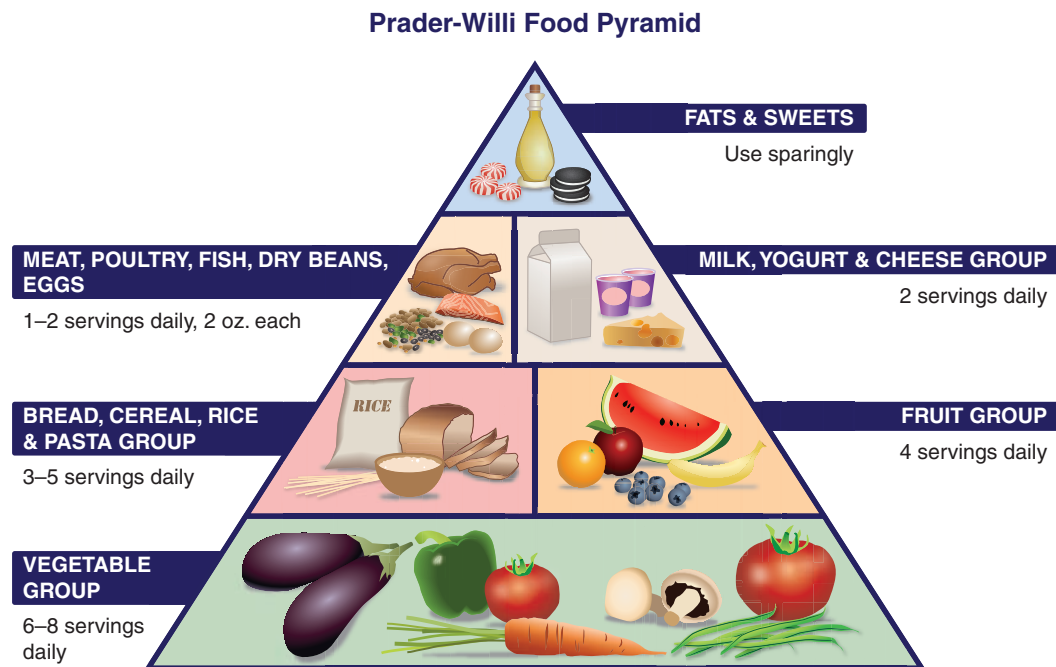 Prader-Willi Food Pyramid
FATS & SWEETS
Use sparingly
MEAT, POULTRY, FISH, DRY BEANS,
EGGS
1–2 servings daily, 2 oz. each
MILK, YOGURT & CHEESE GROUP
2 servings daily
BREAD, CEREAL, RICE
& PASTA GROUP
3–5 servings daily
RICE
FRUIT GROUP
4 servings daily
VEGETABLE
GROUP
6–8 servings
daily